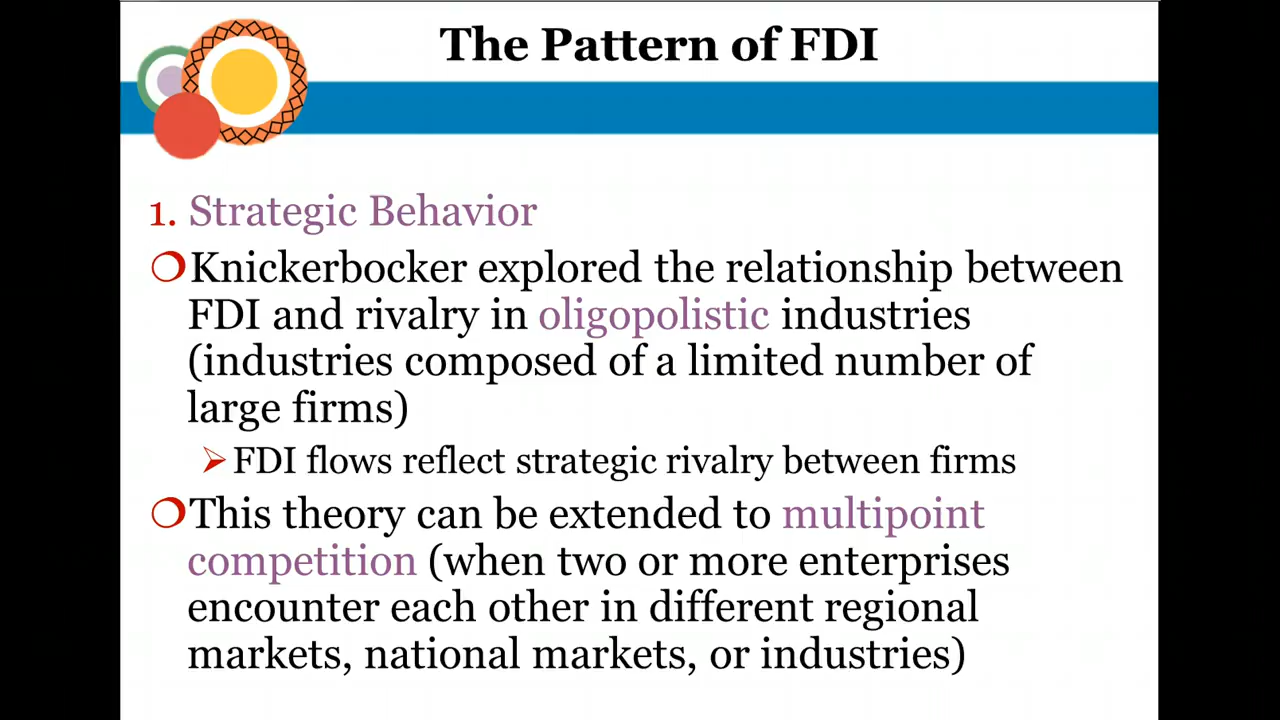 The Pattern of FDI
1. Strategic Behavior
Knickerbocker explored the relationship between
FDI and rivalry in oligopolistic industries
(industries composed of a limited number of
large firms)
FDI flows reflect strategic rivalry between firms
This theory can be extended to multipoint
competition (when two or more enterprises
encounter each other in different regional
markets, national markets, or industries)